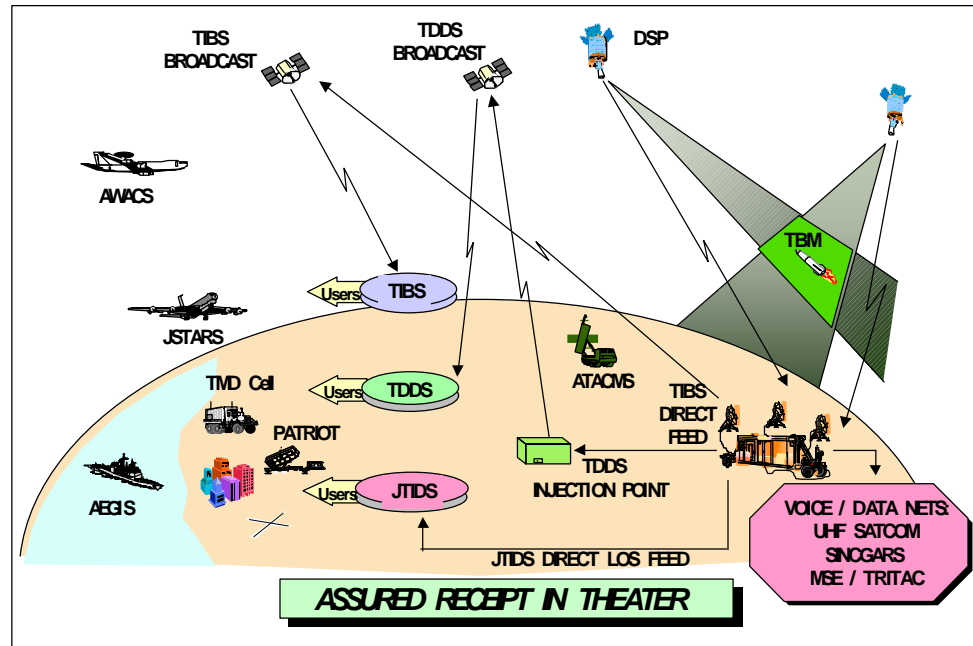 TIBS
BROADCAST
TDDS
BROADCAST
DSP
AWACS
TBM
Users
TIBS
JSTARS
ATACMS
TMD Cell
Users
TDDS
TIBS
DIRECT
FEED
PATRIOT
TDDS
INJECTION POINT
AEGIS
Users
JTIDS
VOICE / DATA NETS:
UHF SATCOM
SINCGARS
MSE / TRITAC
JTIDS DIRECT LOS FEED
ASSURED RECEIPT IN THEATER